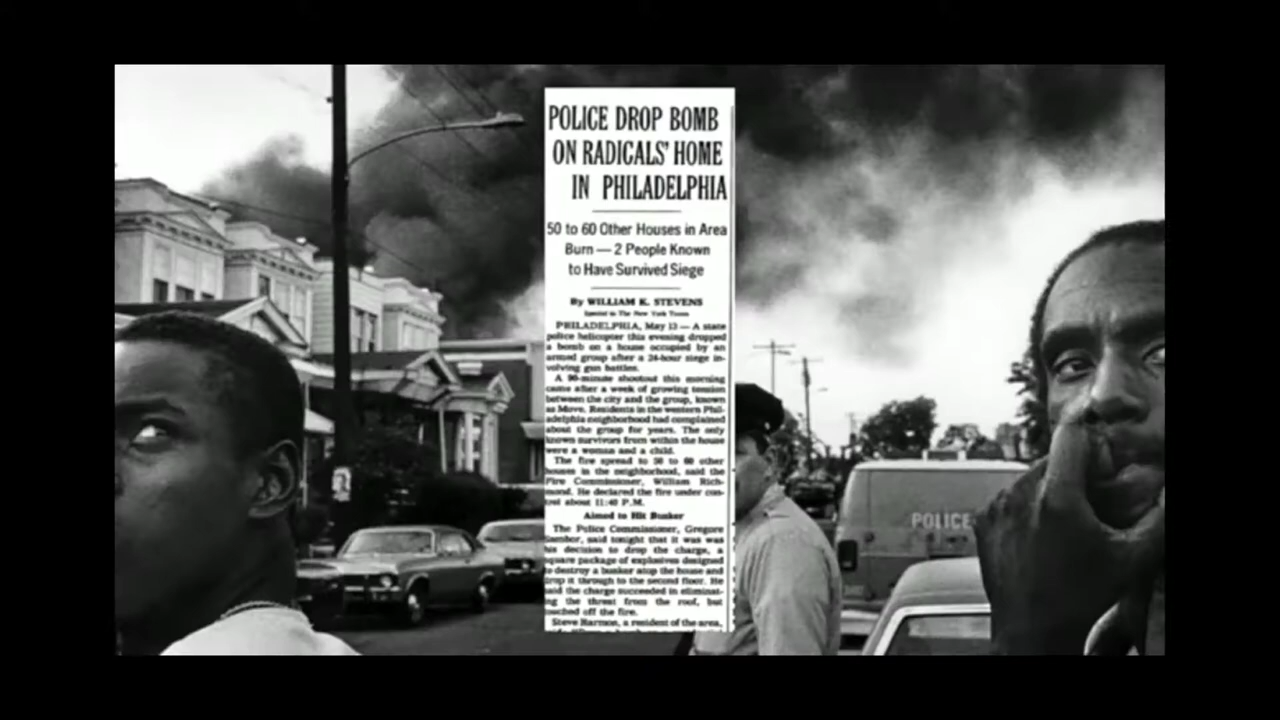 POLICE DROP BOMB
ON RADICALS' HOME
IN PHILADELPHIA
50 to 60 Other Houses in Area
Burn — 2 People Known
to Have Survived Siege
By WILLIAM K. STEVENS
Special to The New York Times
PHILADELPHIA, May 13 — A state
police helicopter this evening dropped
a bomb on a house occupied by an
armed group after a 24-hour siege in-
volving gun battles.
A 90-minute shootout this morning
came after a week of growing tension
between the city and the group, known
as Move. Residents in the western Phil-
adelphia neighborhood had complained
about the group for years. The only
known survivors from within the house
were a woman and a child.
The fire spread to 50 to 60 other
houses in the neighborhood, said the
Fire Commissioner, William Rich-
mond. He declared the fire under con-
trol about 11:40 P.M.
Aimed to Hit Bunker
The Police Commissioner, Gregore
Sambor, said tonight that it was was
his decision to drop the charge, a
square package of explosives designed
to destroy a bunker atop the house and
drop it through to the second floor. He
said the charge succeeded in eliminat-
ing the threat from the roof, but
touched off the fire.
Steve Harmon, a resident of the area,
POLICE